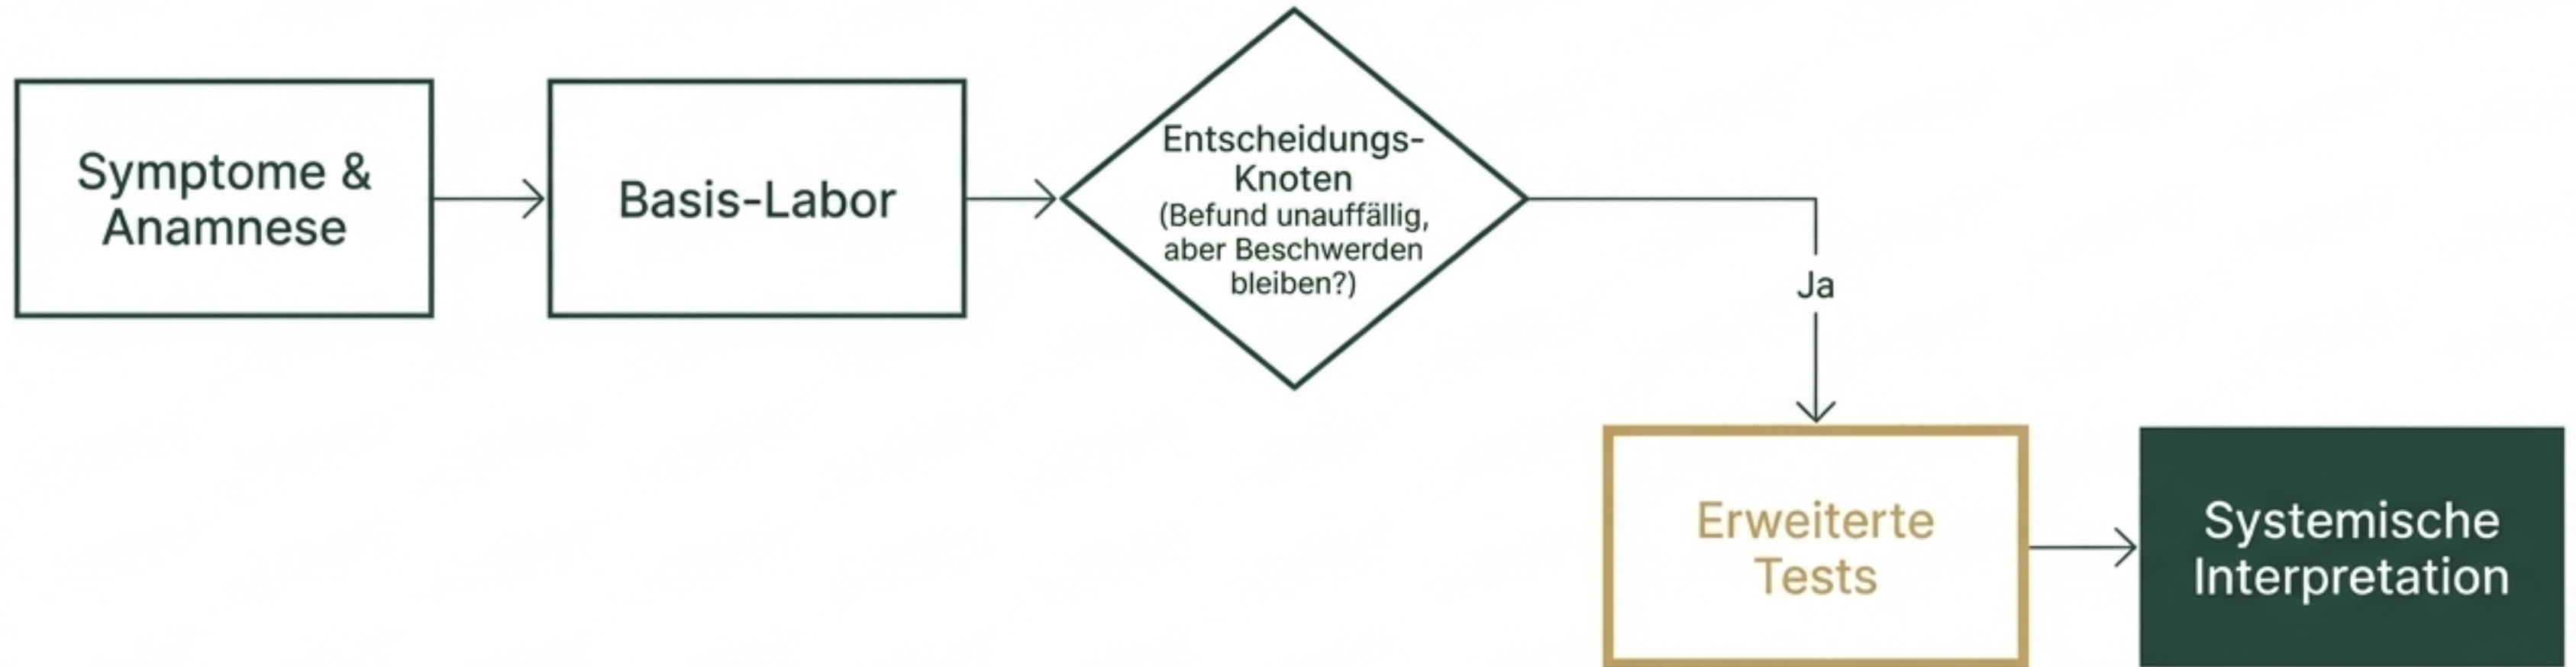 Symptome &
Anamnese
Basis-Labor
Entscheidungs-
Knoten
(Befund unauffällig,
aber Beschwerden
bleiben?)
Ja
Erweiterte
Tests
Systemische
Interpretation